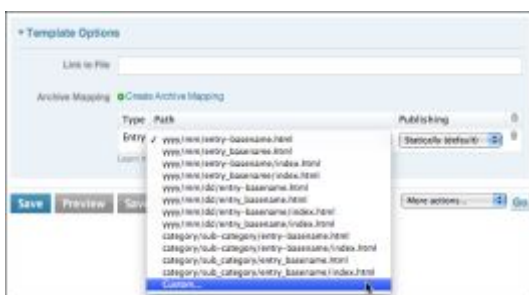 Template Options
Link to File
Archive Mapping Create Archive Mapping
Type Path Publishing
Entry ✓ yyyy/mm/entry-basename.html Statically (default)
yyyy/mm/entry_basename.html
Learn
yyyy/mm/entry-basename/index.html
yyyy/mm/entry_basename/index.html
yyyy/mm/dd/entry-basename.html
yyyy/mm/dd/entry_basename.html
yyyy/mm/dd/entry-basename/index.html
yyyy/mm/dd/entry_basename/index.html
category/sub-category/entry-basename.html
category/sub-category/entry-basename/index.html
category/sub_category/entry_basename.html
category/sub_category/entry_basename/index.html
Custom...
Save Preview Save More actions... Go